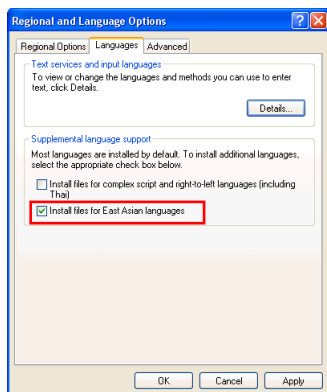 Regional and Language Options
Regional Options Languages Advanced
Text services and input languages
To view or change the languages and methods you can use to enter
text, click Details.
Details...
Supplemental language support
Most languages are installed by default. To install additional languages,
select the appropriate check box below.
Install files for complex script and right-to-left languages (including
Thai)
Install files for East Asian languages
OK Cancel Apply